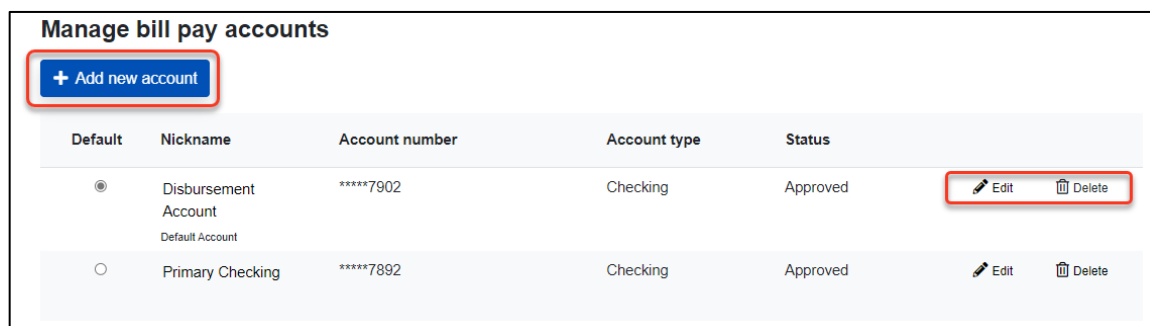 Manage bill pay accounts
+ Add new account
Default Nickname Account number Account type Status
Disbursement Account *****7902 Checking Approved Edit Delete
Default Account
Primary Checking *****7892 Checking Approved Edit Delete